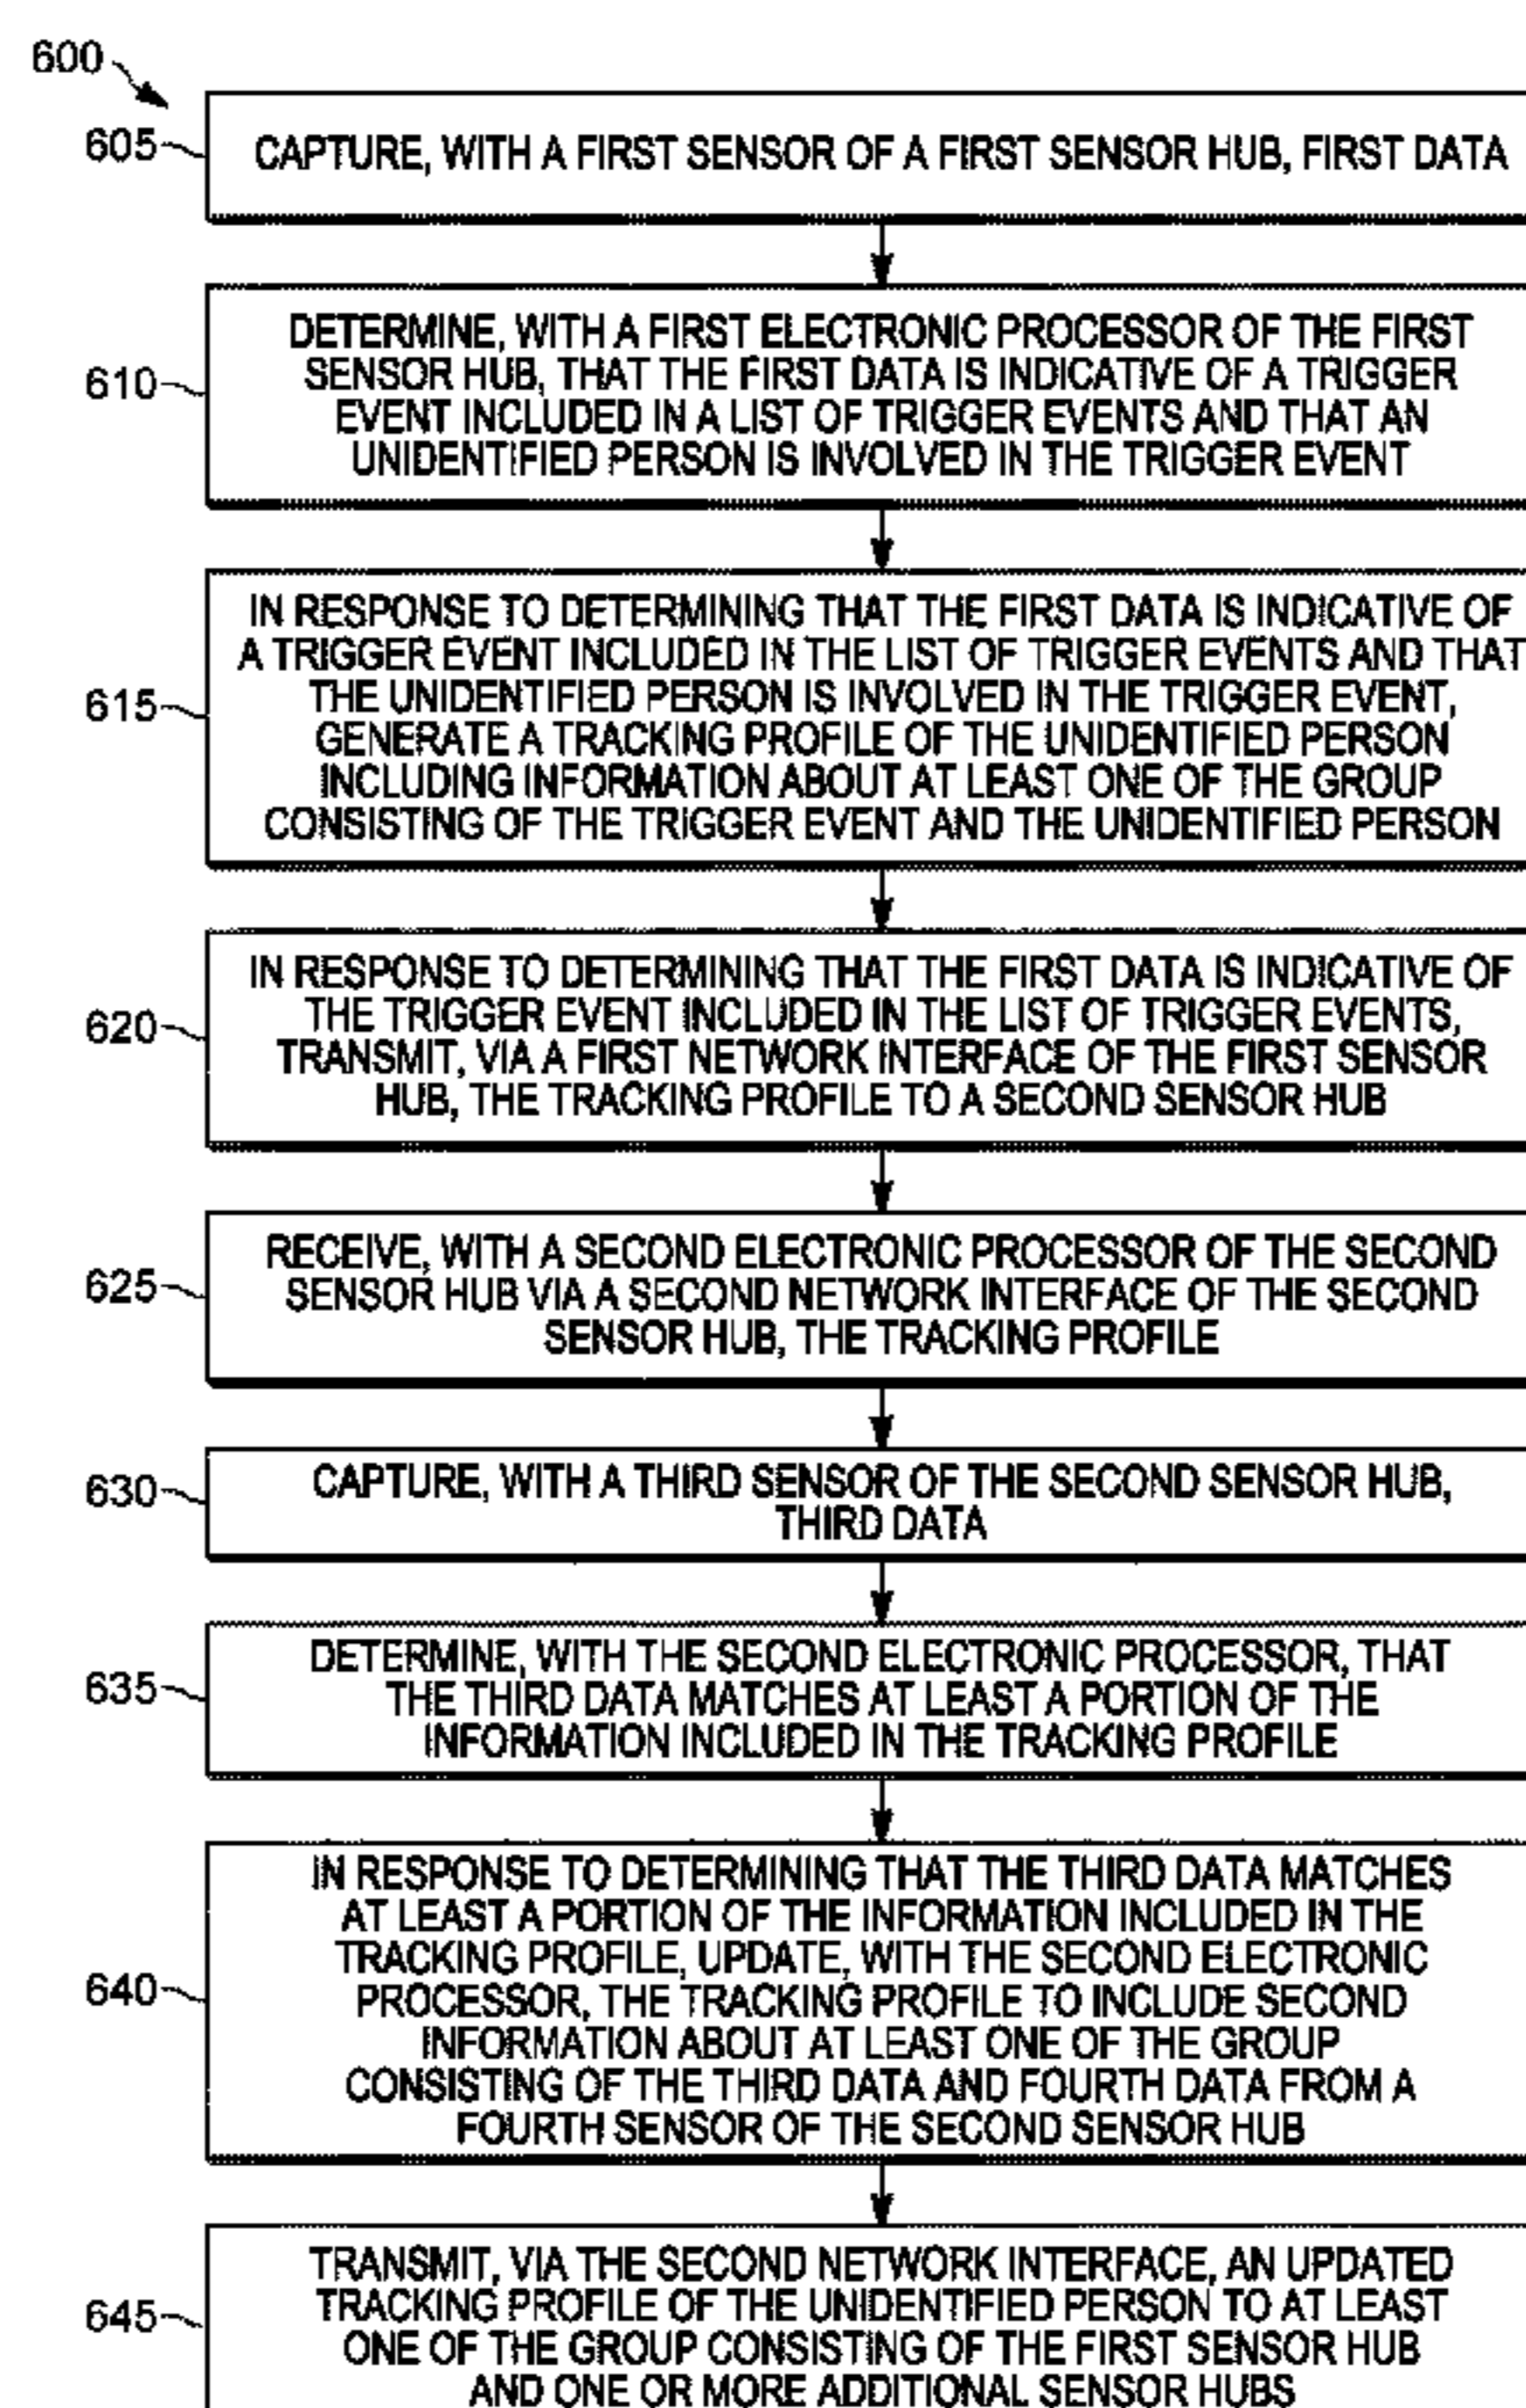 600
605
CAPTURE, WITH A FIRST SENSOR OF A FIRST SENSOR HUB, FIRST DATA
610
DETERMINE, WITH A FIRST ELECTRONIC PROCESSOR OF THE FIRST
SENSOR HUB, THAT THE FIRST DATA IS INDICATIVE OF A TRIGGER
EVENT INCLUDED IN A LIST OF TRIGGER EVENTS AND THAT AN
UNIDENTIFIED PERSON IS INVOLVED IN THE TRIGGER EVENT
615
IN RESPONSE TO DETERMINING THAT THE FIRST DATA IS INDICATIVE OF
A TRIGGER EVENT INCLUDED IN THE LIST OF TRIGGER EVENTS AND THAT
THE UNIDENTIFIED PERSON IS INVOLVED IN THE TRIGGER EVENT,
GENERATE A TRACKING PROFILE OF THE UNIDENTIFIED PERSON
INCLUDING INFORMATION ABOUT AT LEAST ONE OF THE GROUP
CONSISTING OF THE TRIGGER EVENT AND THE UNIDENTIFIED PERSON
620
IN RESPONSE TO DETERMINING THAT THE FIRST DATA IS INDICATIVE OF
THE TRIGGER EVENT INCLUDED IN THE LIST OF TRIGGER EVENTS,
TRANSMIT, VIA A FIRST NETWORK INTERFACE OF THE FIRST SENSOR
HUB, THE TRACKING PROFILE TO A SECOND SENSOR HUB
625
RECEIVE, WITH A SECOND ELECTRONIC PROCESSOR OF THE SECOND
SENSOR HUB VIA A SECOND NETWORK INTERFACE OF THE SECOND
SENSOR HUB, THE TRACKING PROFILE
630
CAPTURE, WITH A THIRD SENSOR OF THE SECOND SENSOR HUB,
THIRD DATA
635
DETERMINE, WITH THE SECOND ELECTRONIC PROCESSOR, THAT
THE THIRD DATA MATCHES AT LEAST A PORTION OF THE
INFORMATION INCLUDED IN THE TRACKING PROFILE
640
IN RESPONSE TO DETERMINING THAT THE THIRD DATA MATCHES
AT LEAST A PORTION OF THE INFORMATION INCLUDED IN THE
TRACKING PROFILE, UPDATE, WITH THE SECOND ELECTRONIC
PROCESSOR, THE TRACKING PROFILE TO INCLUDE SECOND
INFORMATION ABOUT AT LEAST ONE OF THE GROUP
CONSISTING OF THE THIRD DATA AND FOURTH DATA FROM A
FOURTH SENSOR OF THE SECOND SENSOR HUB
645
TRANSMIT, VIA THE SECOND NETWORK INTERFACE, AN UPDATED
TRACKING PROFILE OF THE UNIDENTIFIED PERSON TO AT LEAST
ONE OF THE GROUP CONSISTING OF THE FIRST SENSOR HUB
AND ONE OR MORE ADDITIONAL SENSOR HUBS